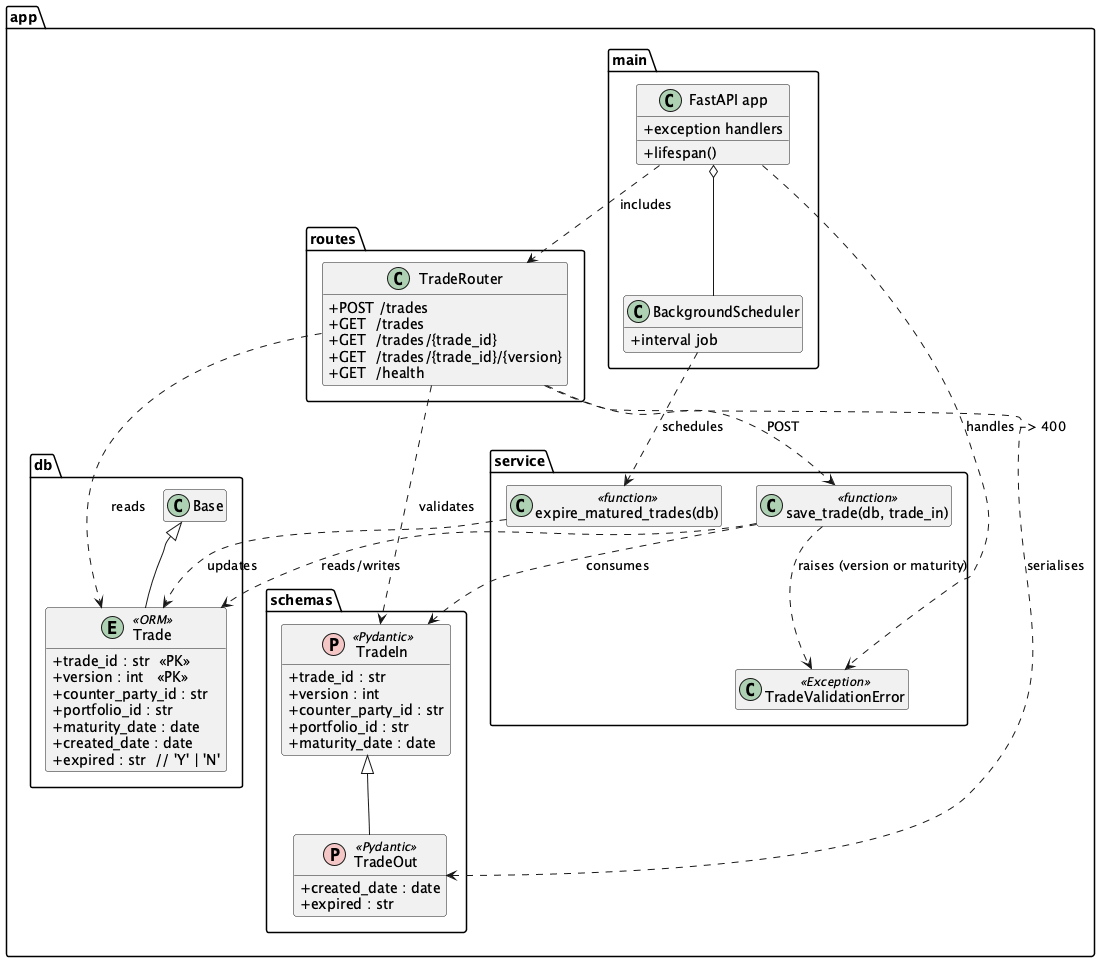 app
main
C FastAPI app
+exception handlers
+lifespan()
includes
routes
C TradeRouter
+POST /trades
+GET /trades
+GET /trades/{trade_id}
+GET /trades/{trade_id}/{version}
+GET /health
C BackgroundScheduler
+interval job
schedules
POST
handles -> 400
db
C Base
reads
validates
service
«function»
C expire_matured_trades(db)
«function»
C save_trade(db, trade_in)
updates
reads/writes
consumes
raises (version or maturity)
serialises
«ORM»
E Trade
+trade_id : str «PK»
+version : int «PK»
+counter_party_id : str
+portfolio_id : str
+maturity_date : date
+created_date : date
+expired : str // 'Y' | 'N'
schemas
«Pydantic»
P TradeIn
+trade_id : str
+version : int
+counter_party_id : str
+portfolio_id : str
+maturity_date : date
«Exception»
C TradeValidationError
«Pydantic»
P TradeOut
+created_date : date
+expired : str